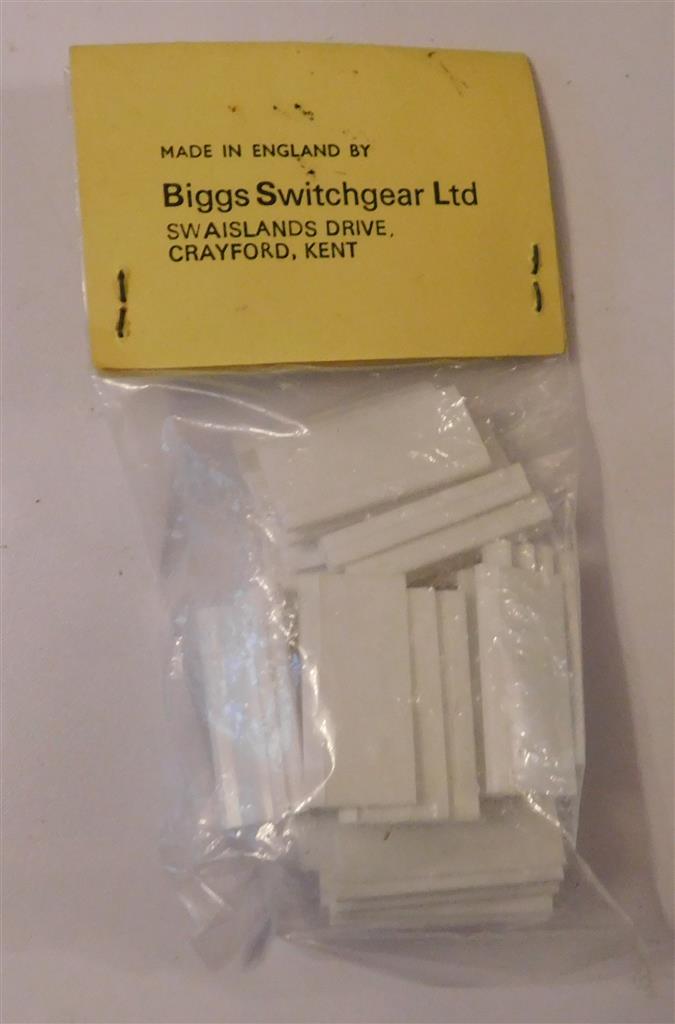 MADE IN ENGLAND BY
Biggs Switchgear Ltd
SWAISLANDS DRIVE,
CRAYFORD, KENT